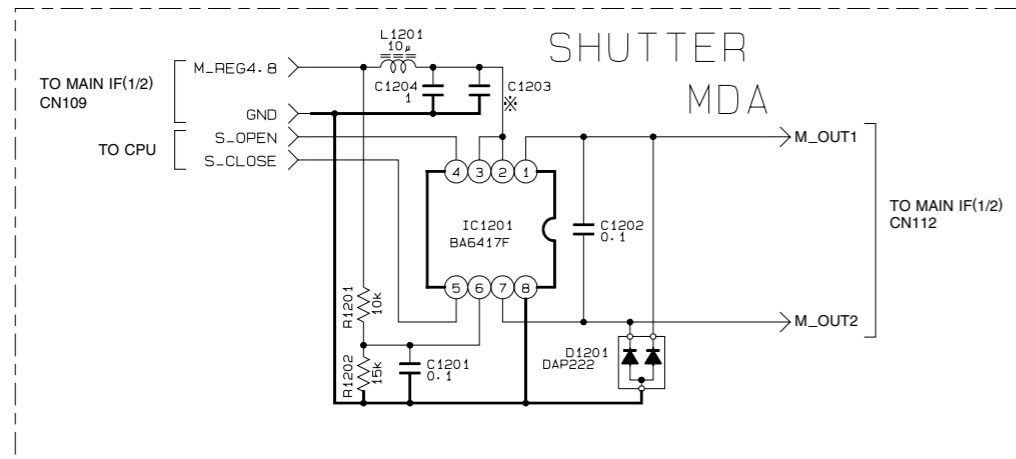 SHUTTER
MDA
L1201
10μ
TO MAIN IF(1/2)
CN109
M_REG4.8
C1204
1
C1203
※
GND
TO CPU
S_OPEN
S_CLOSE
M_OUT1
4 3 2 1
IC1201
BA6417F
C1202
0.1
TO MAIN IF(1/2)
CN112
5 6 7 8
R1201
10k
M_OUT2
R1202
15k
C1201
0.1
D1201
DAP222